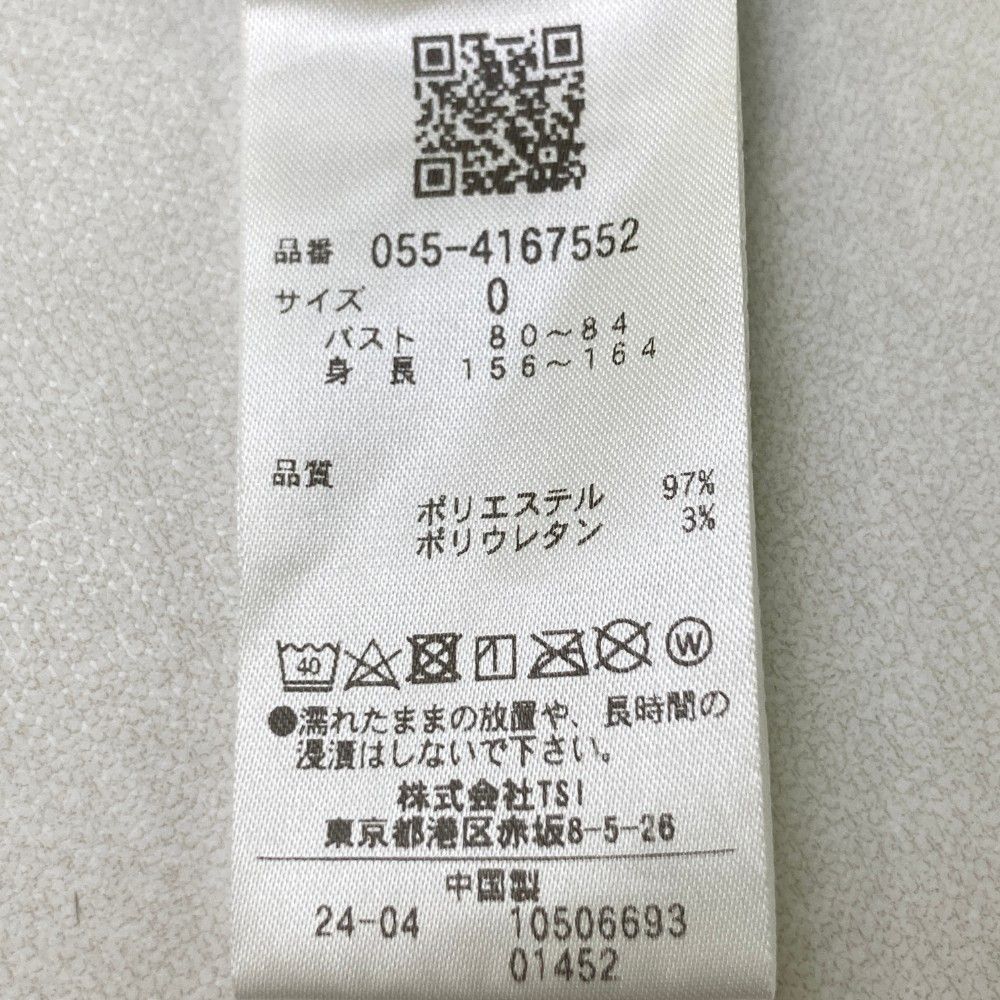 品番 055-4167552
サイズ 0
バスト 80～84
身長 156～164
品質
ポリエステル 97%
ポリウレタン 3%
40 W
●濡れたままの放置や、長時間の
浸漬はしないで下さい。
株式会社TSI
東京都港区赤坂8-5-26
中国製
24-04 10506693
01452